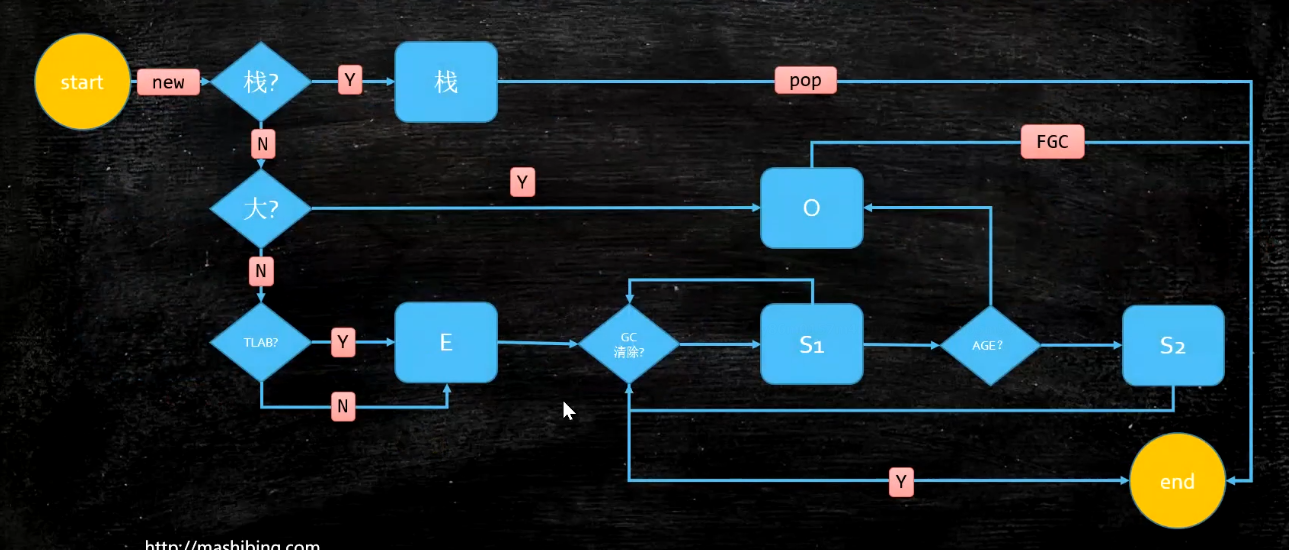 start
new
栈?
Y
栈
pop
N
FGC
大?
Y
O
N
TLAB?
Y
E
GC
清除?
S1
AGE?
S2
N
Y
end
http://mashibing.com